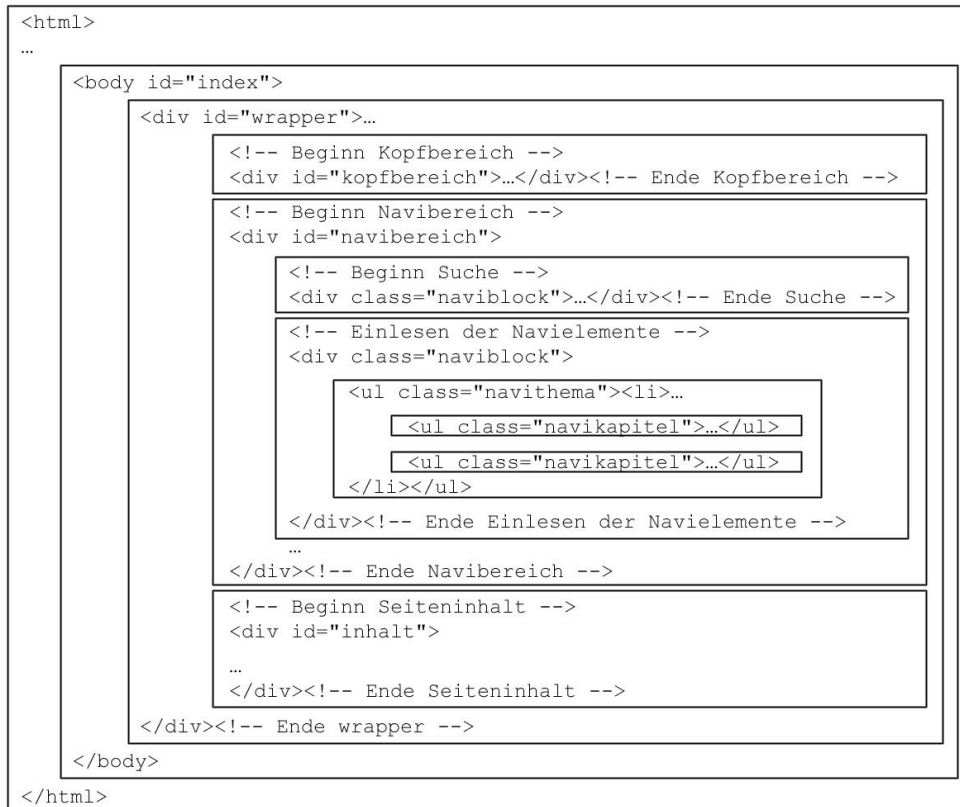 <html>
…
<body id="index">
<div id="wrapper">…
<!-- Beginn Kopfbereich -->
<div id="kopfbereich">…</div><!-- Ende Kopfbereich -->
<!-- Beginn Navibereich -->
<div id="navibereich">
<!-- Beginn Suche -->
<div class="naviblock">…</div><!-- Ende Suche -->
<!-- Einlesen der Navielemente -->
<div class="naviblock">
<ul class="navithema"><li>…
<ul class="navikapitel">…</ul>
<ul class="navikapitel">…</ul>
</li></ul>
</div><!-- Ende Einlesen der Navielemente -->
…
</div><!-- Ende Navibereich -->
<!-- Beginn Seiteninhalt -->
<div id="inhalt">
…
</div><!-- Ende Seiteninhalt -->
</div><!-- Ende wrapper -->
</body>
</html>